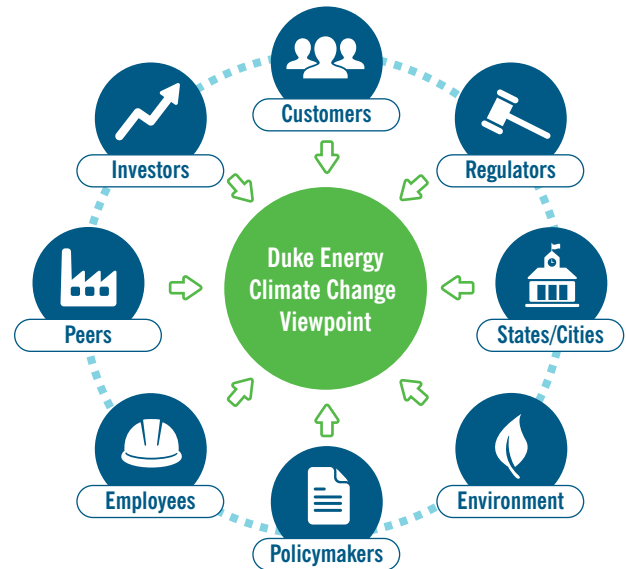 Customers
Investors
Regulators
Duke Energy
Climate Change
Viewpoint
Peers
States/Cities
Employees
Environment
Policymakers